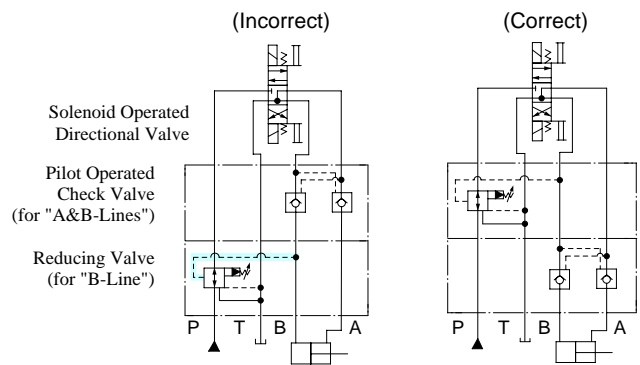 (Incorrect)
(Correct)
Solenoid Operated
Directional Valve
Pilot Operated
Check Valve
(for "A&B-Lines")
Reducing Valve
(for "B-Line")
P T B A
P T B A